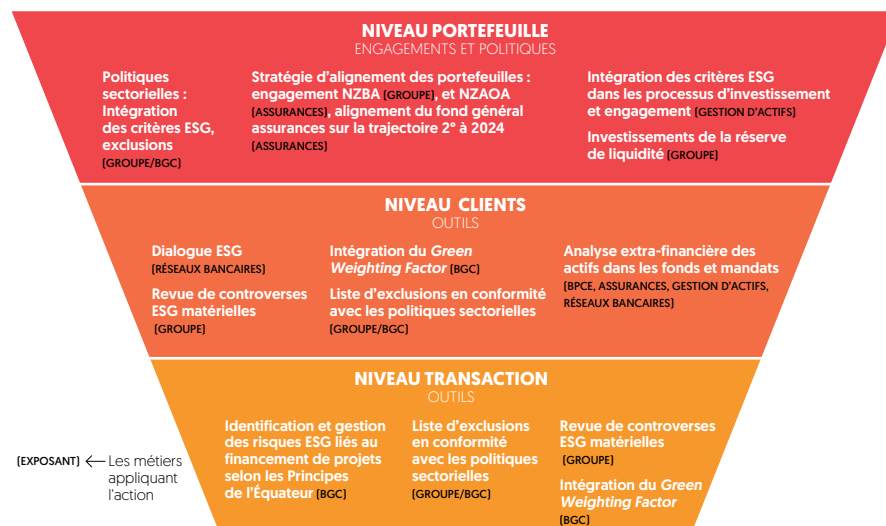 NIVEAU PORTEFEUILLE
ENGAGEMENTS ET POLITIQUES
Politiques
sectorielles :
Intégration
des critères ESG,
exclusions
(GROUPE/BGC)
Stratégie d'alignement des portefeuilles :
engagement NZBA (GROUPE), et NZAOA
(ASSURANCES), alignement du fond général
assurances sur la trajectoire 2° à 2024
(ASSURANCES)
Intégration des critères ESG
dans les processus d'investissement
et engagement (GESTION D'ACTIFS)
Investissements de la réserve
de liquidité (GROUPE)
NIVEAU CLIENTS
OUTILS
Dialogue ESG
(RÉSEAUX BANCAIRES)
Revue de controverses
ESG matérielles
(GROUPE)
Intégration du Green
Weighting Factor (BGC)
Liste d'exclusions en conformité
avec les politiques sectorielles
(GROUPE/BGC)
Analyse extra-financière des
actifs dans les fonds et mandats
(BPCE, ASSURANCES, GESTION D'ACTIFS,
RÉSEAUX BANCAIRES)
NIVEAU TRANSACTION
OUTILS
Identification et gestion
des risques ESG liés au
financement de projets
selon les Principes
de l'Équateur (BGC)
Liste d'exclusions
en conformité
avec les politiques
sectorielles
(GROUPE/BGC)
Revue de controverses
ESG matérielles
(GROUPE)
Intégration du Green
Weighting Factor
(BGC)
(EXPOSANT) ← Les métiers
appliquant
l'action